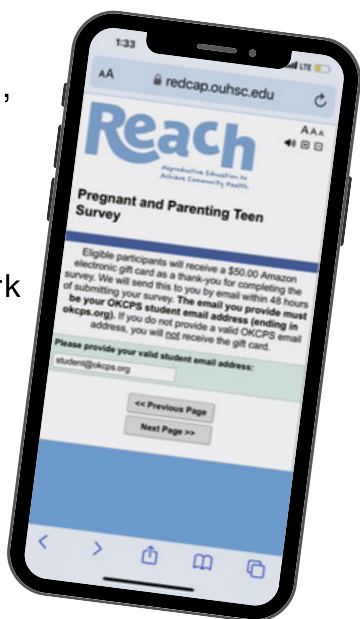 ,
rk
1:33
LTE
AA
redcap.ouhsc.edu
AAA
Reach
Reproductive Education to
Achieve Community Health
Pregnant and Parenting Teen
Survey
Eligible participants will receive a $50.00 Amazon
electronic gift card as a thank-you for completing the
survey. We will send this to you by email within 48 hours
of submitting your survey. The email you provide must
be your OKCPS student email address (ending in
okcps.org). If you do not provide a valid OKCPS email
address, you will not receive the gift card.
Please provide your valid student email address:
student@okcps.org
<< Previous Page
Next Page >>